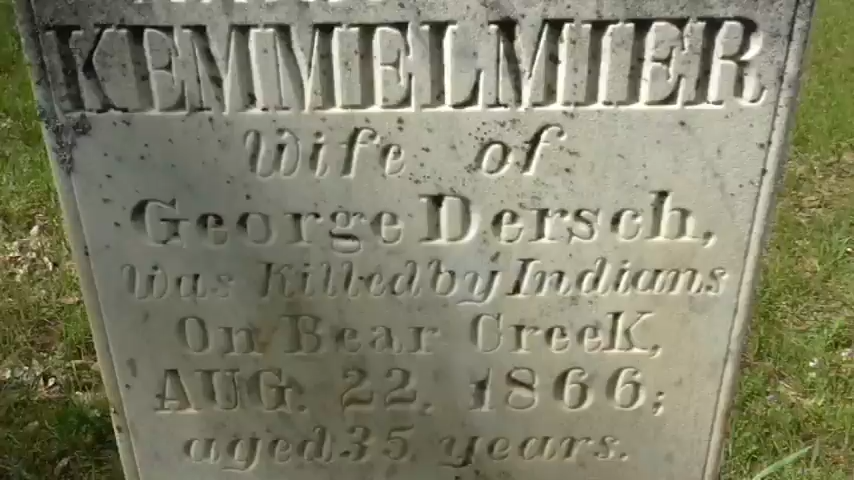 KEMMELMIER
Wife of
George Dersch,
Was Killed by Indians
On Bear Creek,
AUG. 22, 1866;
aged 35 years.